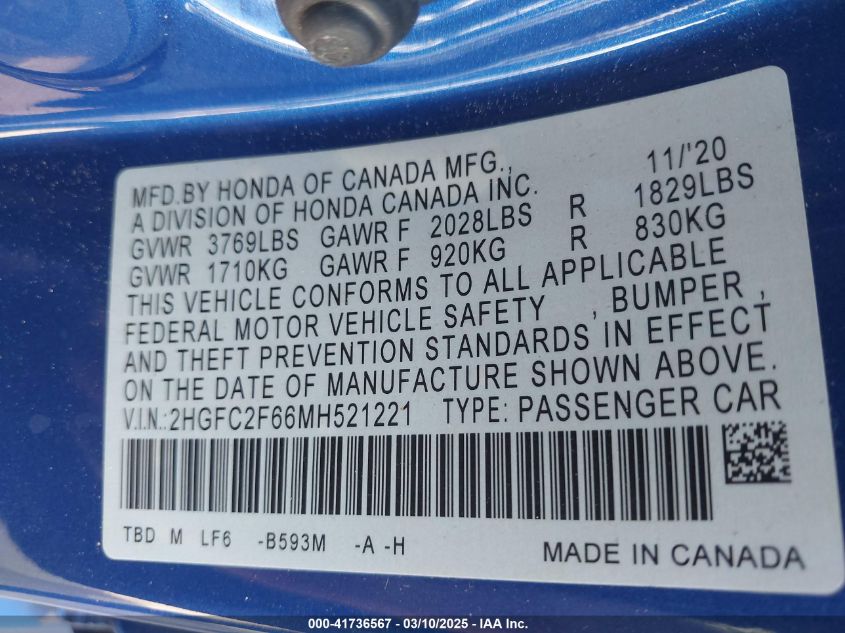 MFD.BY HONDA OF CANADA MFG., 11/'20
A DIVISION OF HONDA CANADA INC.
GVWR 3769LBS GAWR F 2028LBS R 1829LBS
GVWR 1710KG GAWR F 920KG R 830KG
THIS VEHICLE CONFORMS TO ALL APPLICABLE
FEDERAL MOTOR VEHICLE SAFETY , BUMPER ,
AND THEFT PREVENTION STANDARDS IN EFFECT
ON THE DATE OF MANUFACTURE SHOWN ABOVE.
V.I.N.:2HGFC2F66MH521221 TYPE: PASSENGER CAR
TBD M LF6 -B593M -A -H
MADE IN CANADA
000-41736567 — 03/10/2025 — IAAI.COM